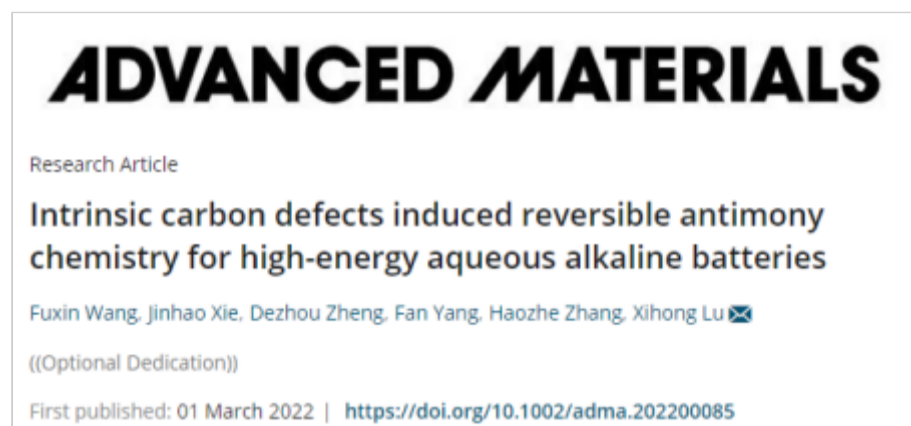 ADVANCED MATERIALS
Research Article
Intrinsic carbon defects induced reversible antimony
chemistry for high-energy aqueous alkaline batteries
Fuxin Wang, Jinhao Xie, Dezhou Zheng, Fan Yang, Haozhe Zhang, Xihong Lu
((Optional Dedication))
First published: 01 March 2022 | https://doi.org/10.1002/adma.202200085